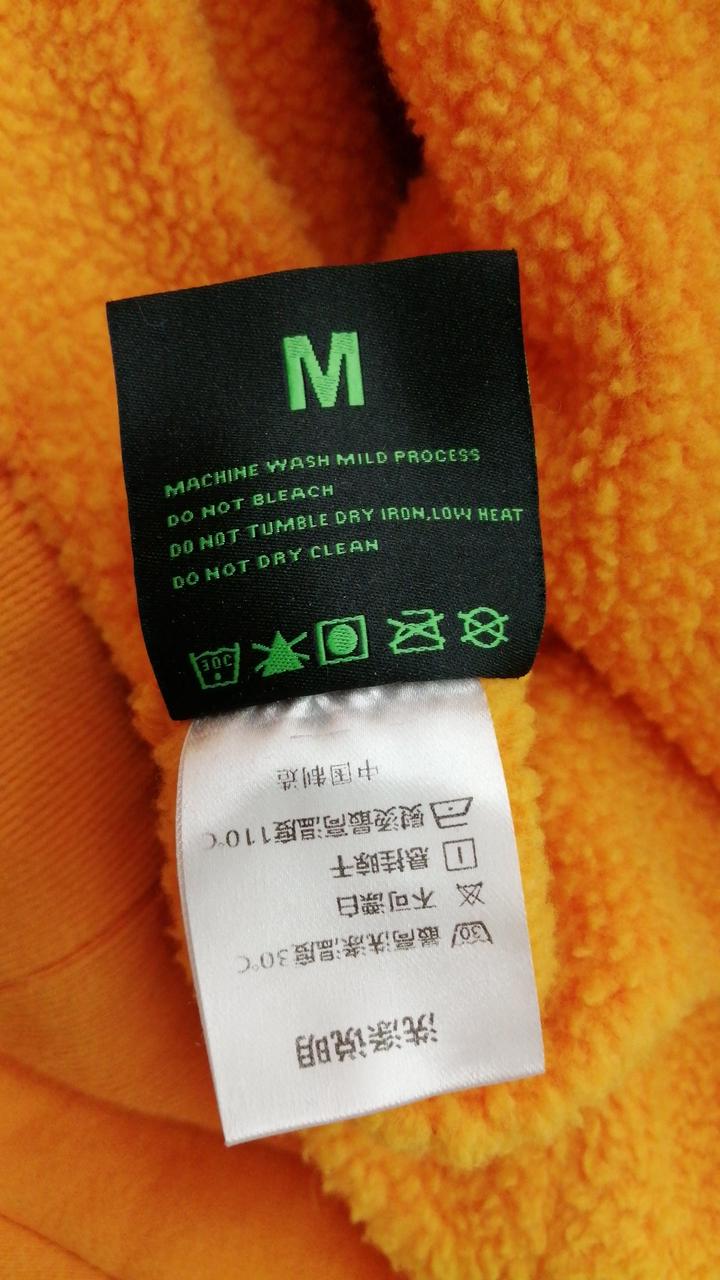 M
MACHINE WASH MILD PROCESS
DO NOT BLEACH
DO NOT TUMBLE DRY IRON,LOW HEAT
DO NOT DRY CLEAN
30C
洗涤说明
30 最高洗涤温度30℃
不可漂白
悬挂晾干
熨烫最高温度110℃
中国制造